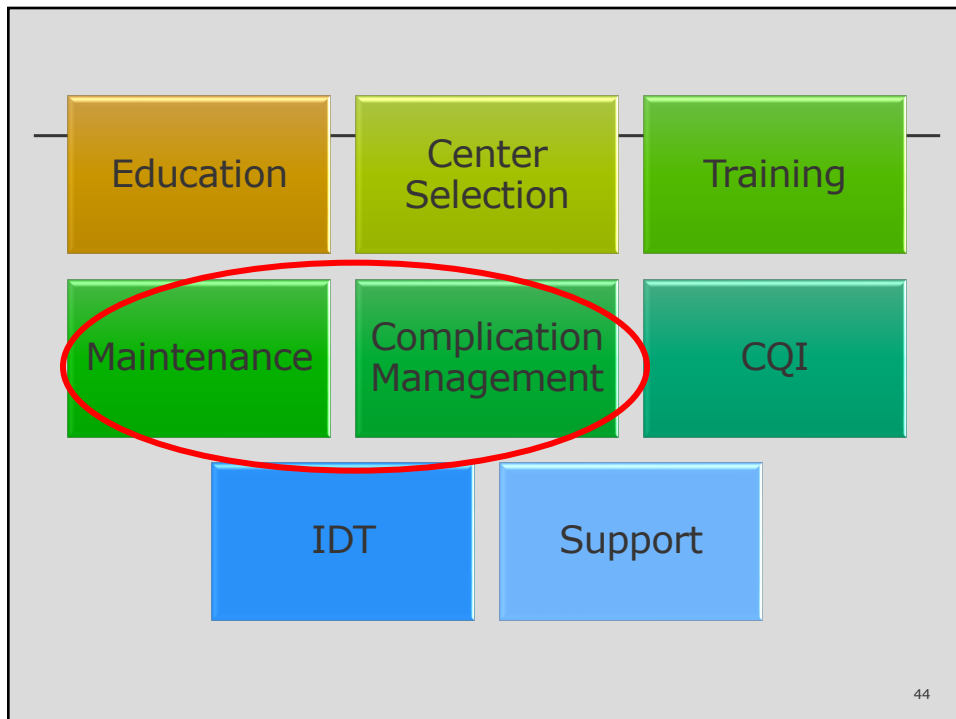 Education
Center
Selection
Training
Maintenance
Complication
Management
CQI
IDT
Support
44